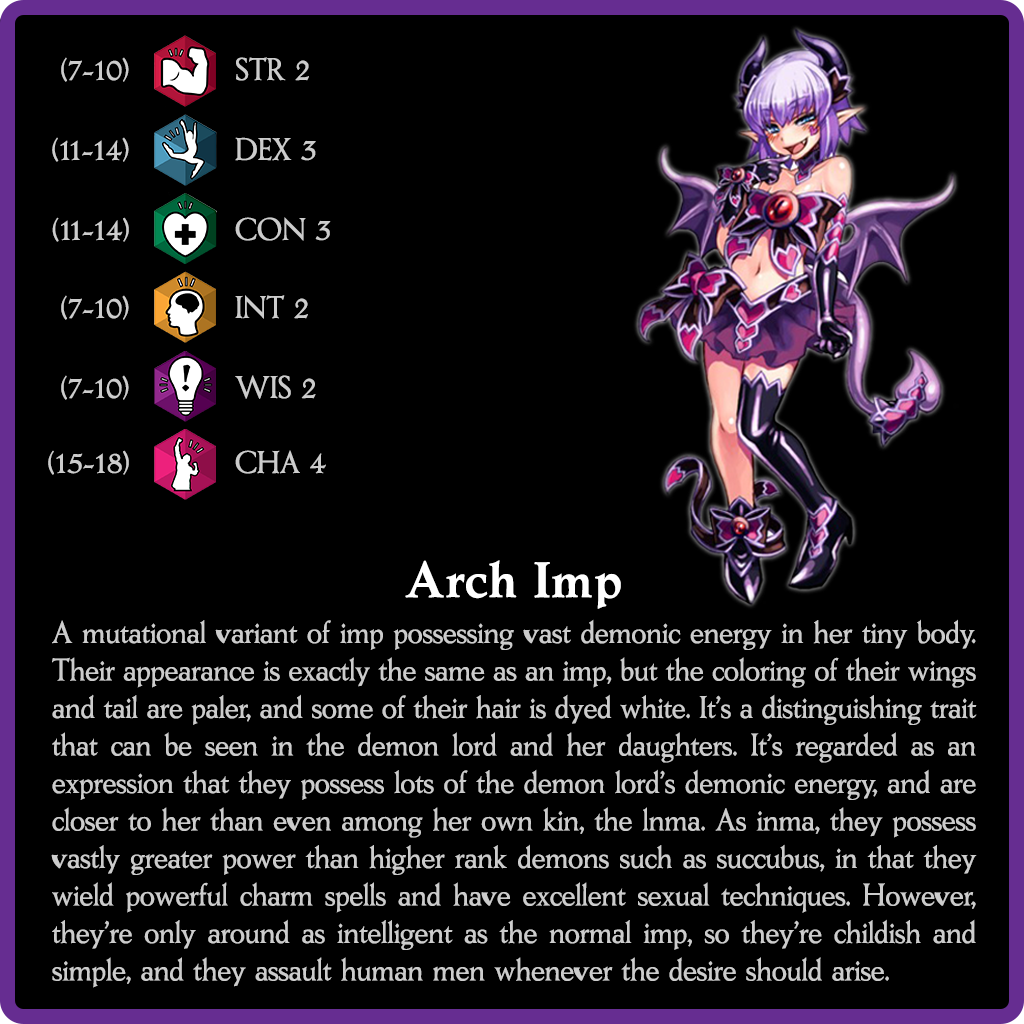 (7-10) STR 2
(11-14) DEX 3
(11-14) CON 3
(7-10) INT 2
(7-10) WIS 2
(15-18) CHA 4
Arch Imp
A mutational variant of imp possessing vast demonic energy in her tiny body.
Their appearance is exactly the same as an imp, but the coloring of their wings
and tail are paler, and some of their hair is dyed white. It's a distinguishing trait
that can be seen in the demon lord and her daughters. It's regarded as an
expression that they possess lots of the demon lord's demonic energy, and are
closer to her than even among her own kin, the lnma. As inma, they possess
vastly greater power than higher rank demons such as succubus, in that they
wield powerful charm spells and have excellent sexual techniques. However,
they're only around as intelligent as the normal imp, so they're childish and
simple, and they assault human men whenever the desire should arise.